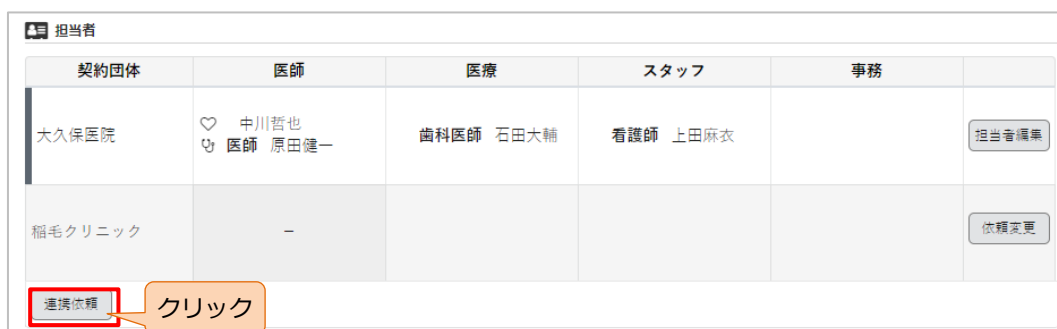 担当者
契約団体 医師 医療 スタッフ 事務
大久保医院 中川哲也
医師 原田健一 歯科医師 石田大輔 看護師 上田麻衣 担当者編集
稲毛クリニック － 依頼変更
連携依頼 クリック